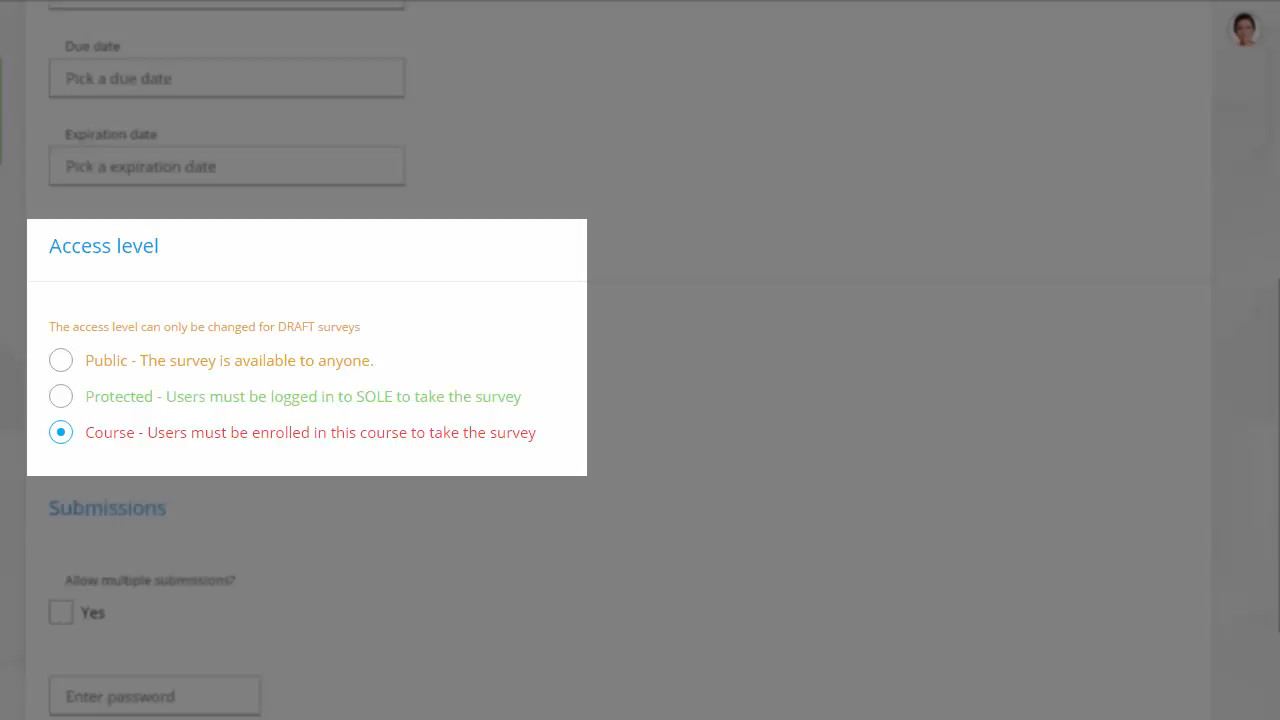 Due date
Pick a due date
Expiration date
Pick a expiration date
Access level
The access level can only be changed for DRAFT surveys
Public - The survey is available to anyone.
Protected - Users must be logged in to SOLE to take the survey
Course - Users must be enrolled in this course to take the survey
Submissions
Allow multiple submissions?
Yes
Enter password